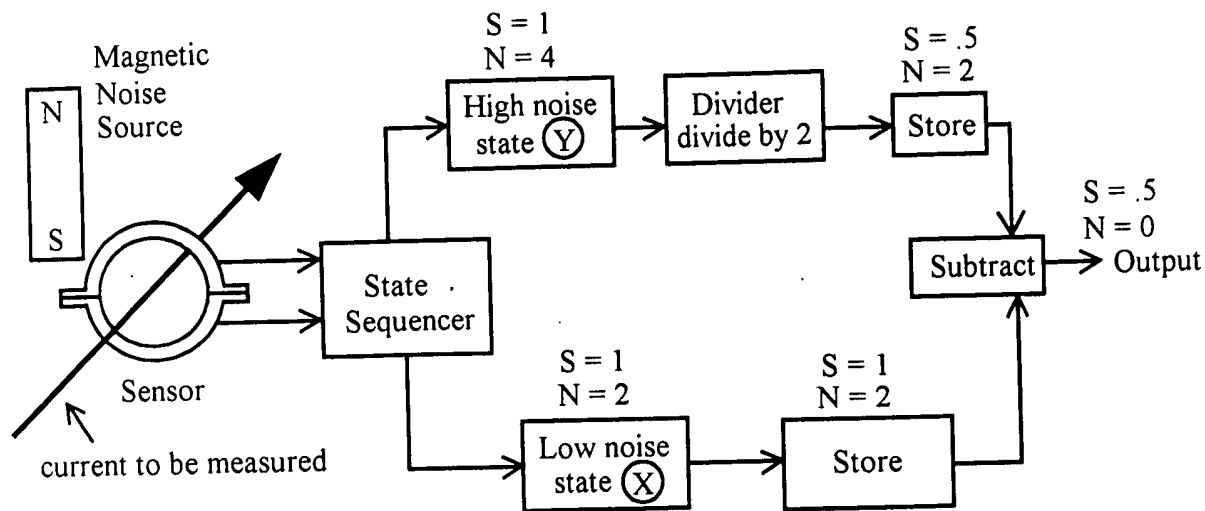 Magnetic
Noise
Source
N
S
Sensor
current to be measured
State
Sequencer
S = 1
N = 4
High noise
state Y
Divider
divide by 2
S = .5
N = 2
Store
S = 1
N = 2
Low noise
state X
S = 1
N = 2
Store
Subtract
S = .5
N = 0
Output